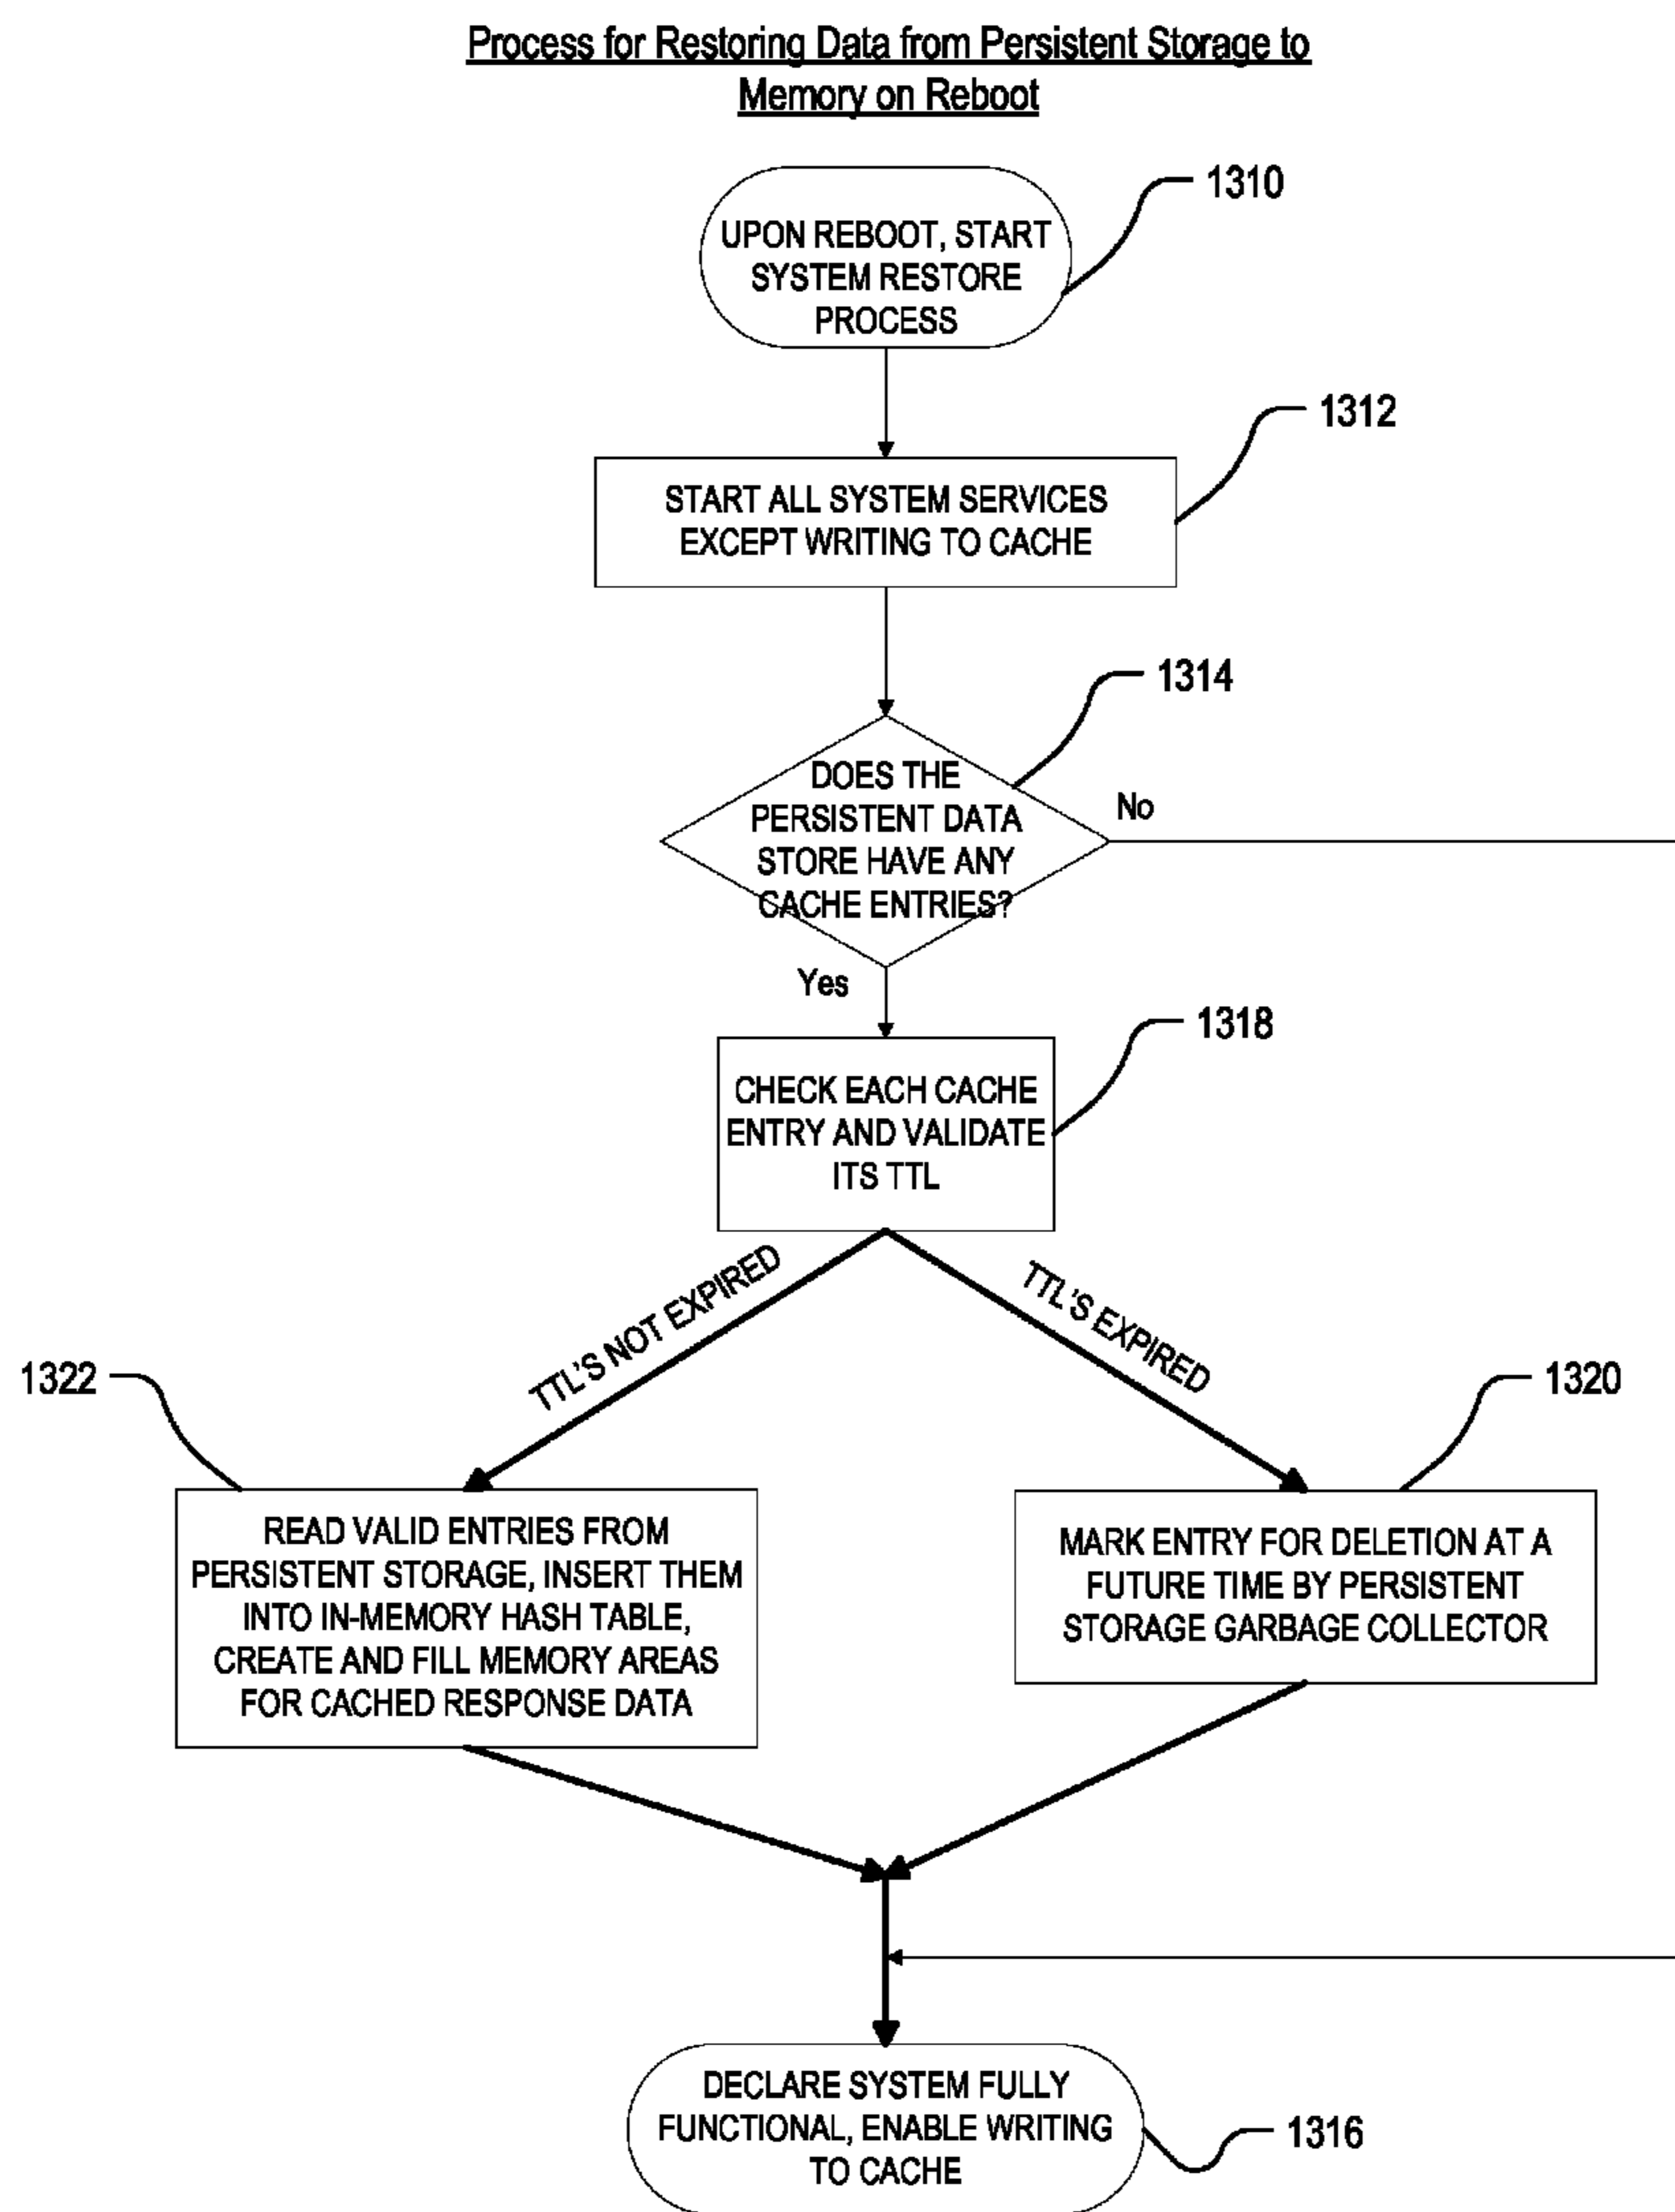 Process for Restoring Data from Persistent Storage to
Memory on Reboot
1310
UPON REBOOT, START
SYSTEM RESTORE
PROCESS
1312
START ALL SYSTEM SERVICES
EXCEPT WRITING TO CACHE
1314
DOES THE
PERSISTENT DATA
STORE HAVE ANY
CACHE ENTRIES?
No
Yes
1318
CHECK EACH CACHE
ENTRY AND VALIDATE
ITS TTL
TTL'S NOT EXPIRED
TTL'S EXPIRED
1322
1320
READ VALID ENTRIES FROM
PERSISTENT STORAGE, INSERT THEM
INTO IN-MEMORY HASH TABLE,
CREATE AND FILL MEMORY AREAS
FOR CACHED RESPONSE DATA
MARK ENTRY FOR DELETION AT A
FUTURE TIME BY PERSISTENT
STORAGE GARBAGE COLLECTOR
DECLARE SYSTEM FULLY
FUNCTIONAL, ENABLE WRITING
TO CACHE
1316